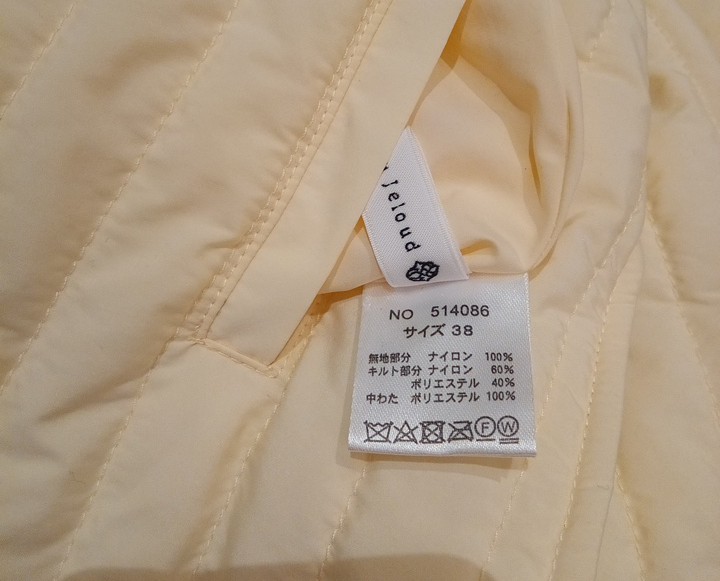 Jeloud
NO 514086
サイズ 38
無地部分 ナイロン 100%
キルト部分 ナイロン 60%
ポリエステル 40%
中わた ポリエステル 100%
F W